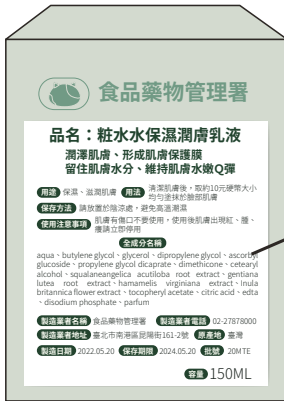 食品藥物管理署
品名：粧水水保濕潤膚乳液
潤澤肌膚、形成肌膚保護膜
留住肌膚水分、維持肌膚水嫩Q彈
用途 保濕、滋潤肌膚 用法 清潔肌膚後，取約10元硬幣大小
均勻塗抹於臉部肌膚
保存方法 請放置於陰涼處，避免高溫潮濕
使用注意事項 肌膚有傷口不要使用，使用後肌膚出現紅、腫、
癢請立即停用
全成分名稱
aqua、butylene glycol、glycerol、dipropylene glycol、ascorbyl
glucoside、propylene glycol dicaprate、dimethicone、cetearyl
alcohol、squalaneangelica acutiloba root extract、gentiana
lutea root extract、hamamelis virginiana extract、Inula
britannica flower extract、tocopheryl acetate、citric acid、edta
、disodium phosphate、parfum
製造業者名稱 食品藥物管理署 製造業者電話 02-27878000
製造業者地址 臺北市南港區昆陽街161-2號 原產地 臺灣
製造日期 2022.05.20 保存期限 2024.05.20 批號 20MTE
容量 150ML